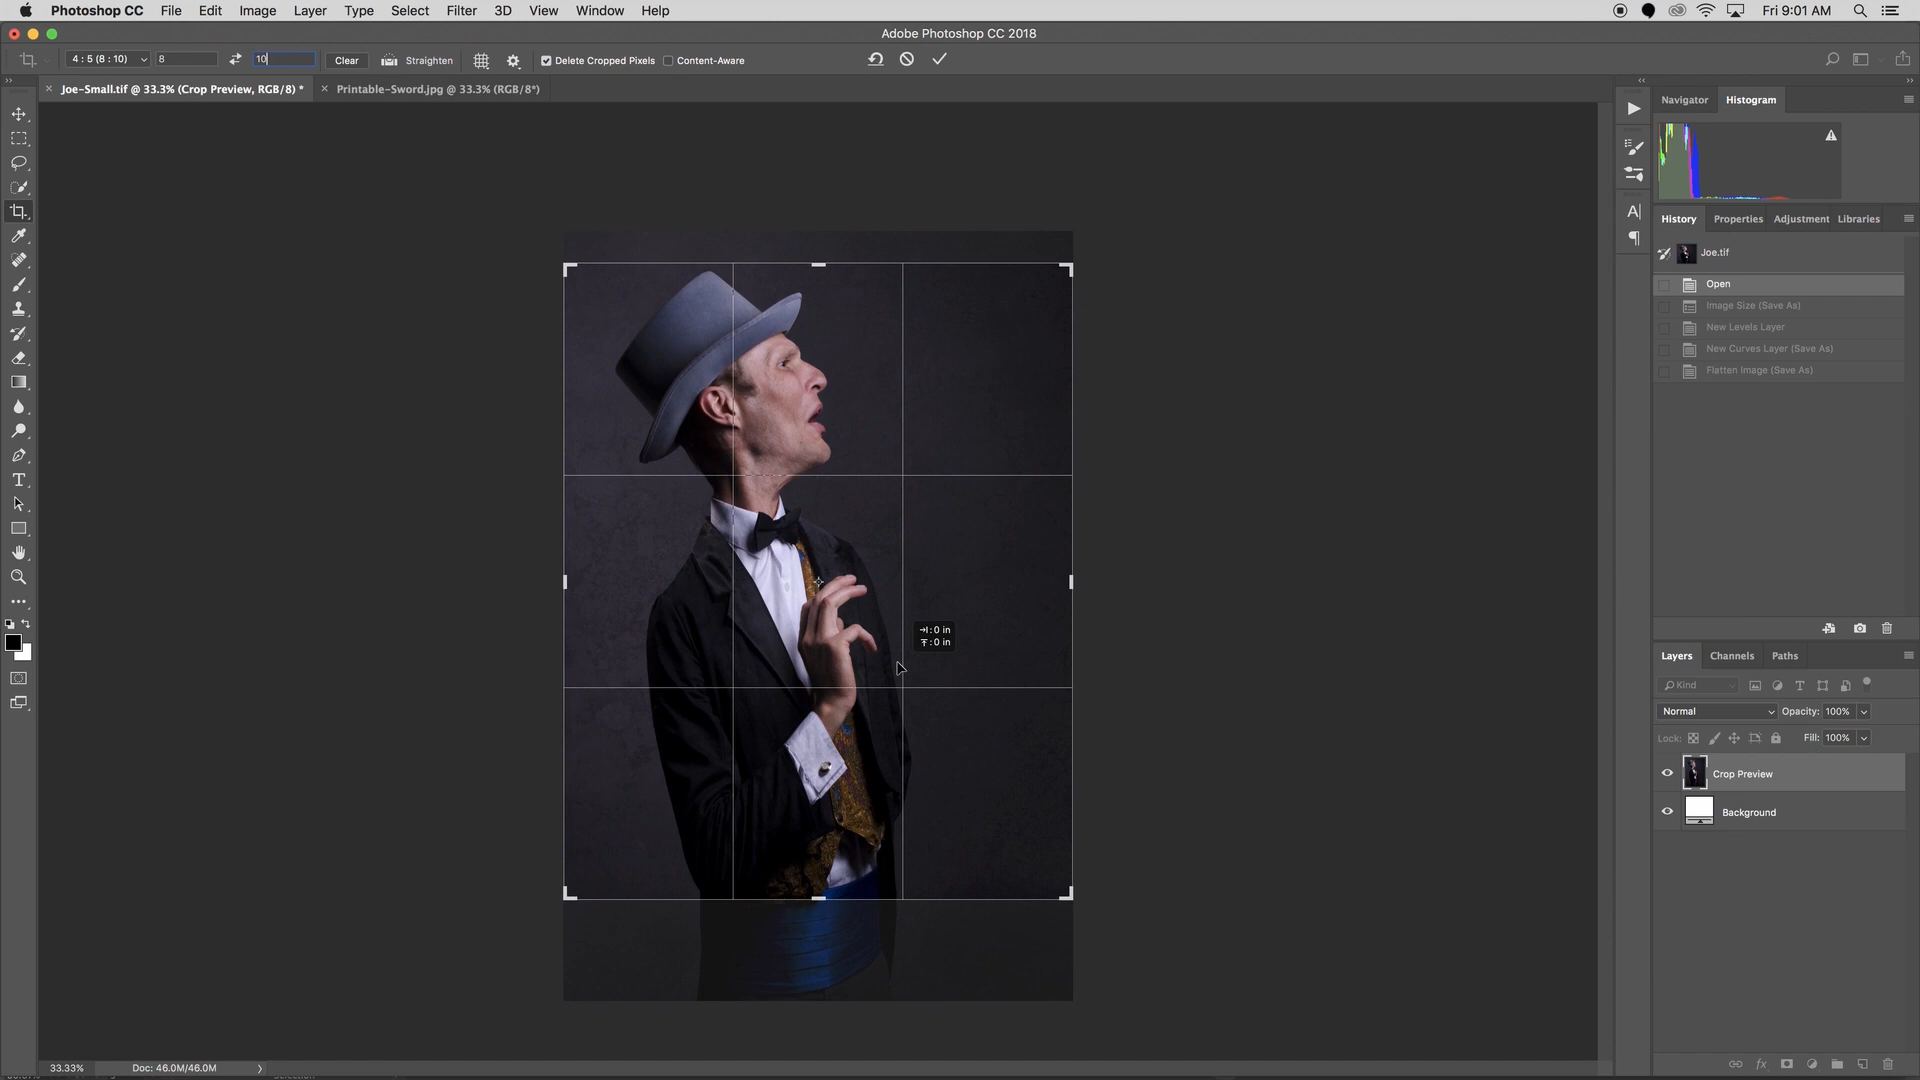 Photoshop CC File Edit Image Layer Type Select Filter 3D View Window Help Fri 9:01 AM
Adobe Photoshop CC 2018
4 : 5 (8 : 10) 8 10 Clear Straighten Delete Cropped Pixels Content-Aware
Joe-Small.tif @ 33.3% (Crop Preview, RGB/8) * Printable-Sword.jpg @ 33.3% (RGB/8*)
Navigator Histogram
History Properties Adjustment Libraries
Joe.tif
Open
Image Size (Save As)
New Levels Layer
New Curves Layer (Save As)
Flatten Image (Save As)
: 0 in
: 0 in
Layers Channels Paths
Kind
Normal Opacity: 100%
Lock: Fill: 100%
Crop Preview
Background
33.33% Doc: 46.0M/46.0M